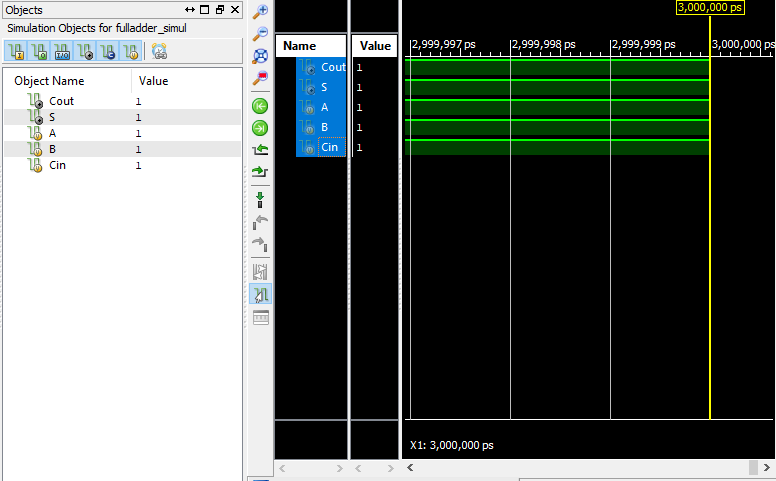 Objects
Simulation Objects for fulladder_simul
Object Name Value
Cout 1
S 1
A 1
B 1
Cin 1
Name Value
Cout 1
S 1
A 1
B 1
Cin 1
3,000,000 ps
2,999,997 ps 2,999,998 ps 2,999,999 ps 3,000,000 ps
X1: 3,000,000 ps